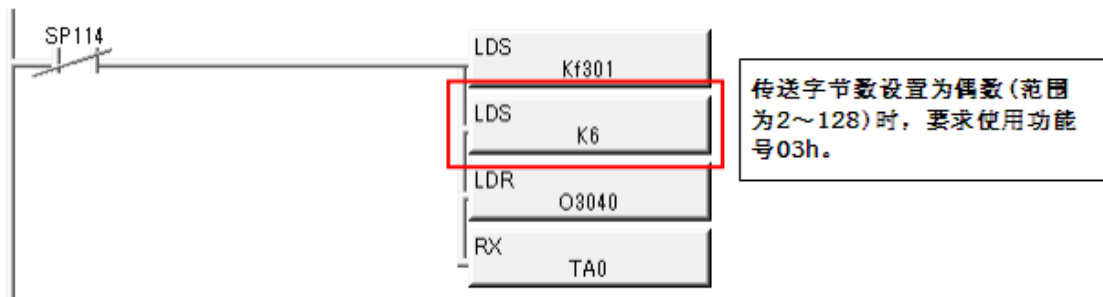 SP114
LDS
Kf301
LDS
K6
LDR
O3040
RX
TA0
传送字节数设置为偶数(范围
为2～128)时，要求使用功能
号03h。